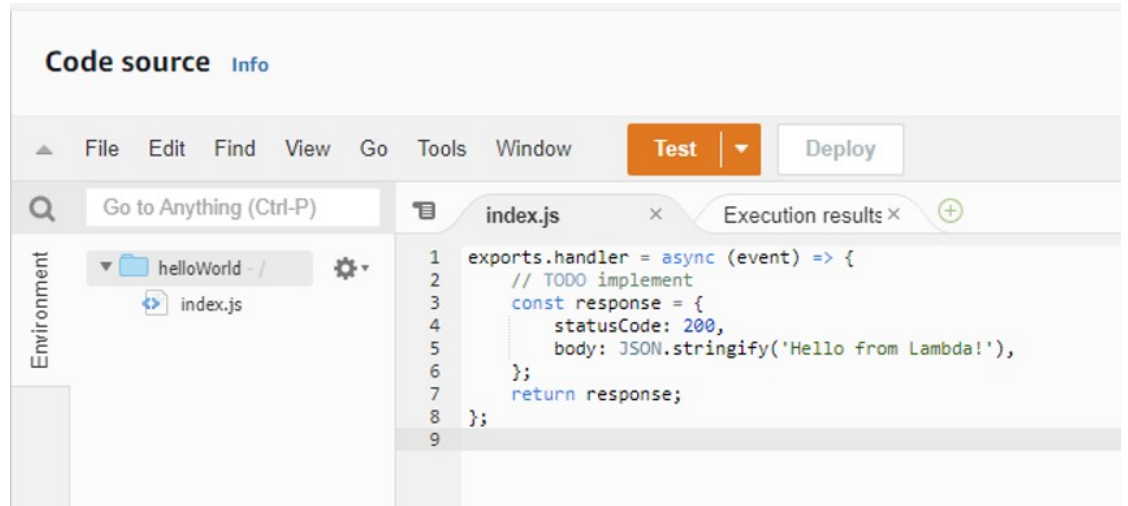 Code source Info
File Edit Find View Go Tools Window Test Deploy
Go to Anything (Ctrl-P)
index.js × Execution results ×
Environment
helloWorld - /
index.js
1 exports.handler = async (event) => {
2 // TODO implement
3 const response = {
4 statusCode: 200,
5 body: JSON.stringify('Hello from Lambda!'),
6 };
7 return response;
8 };
9